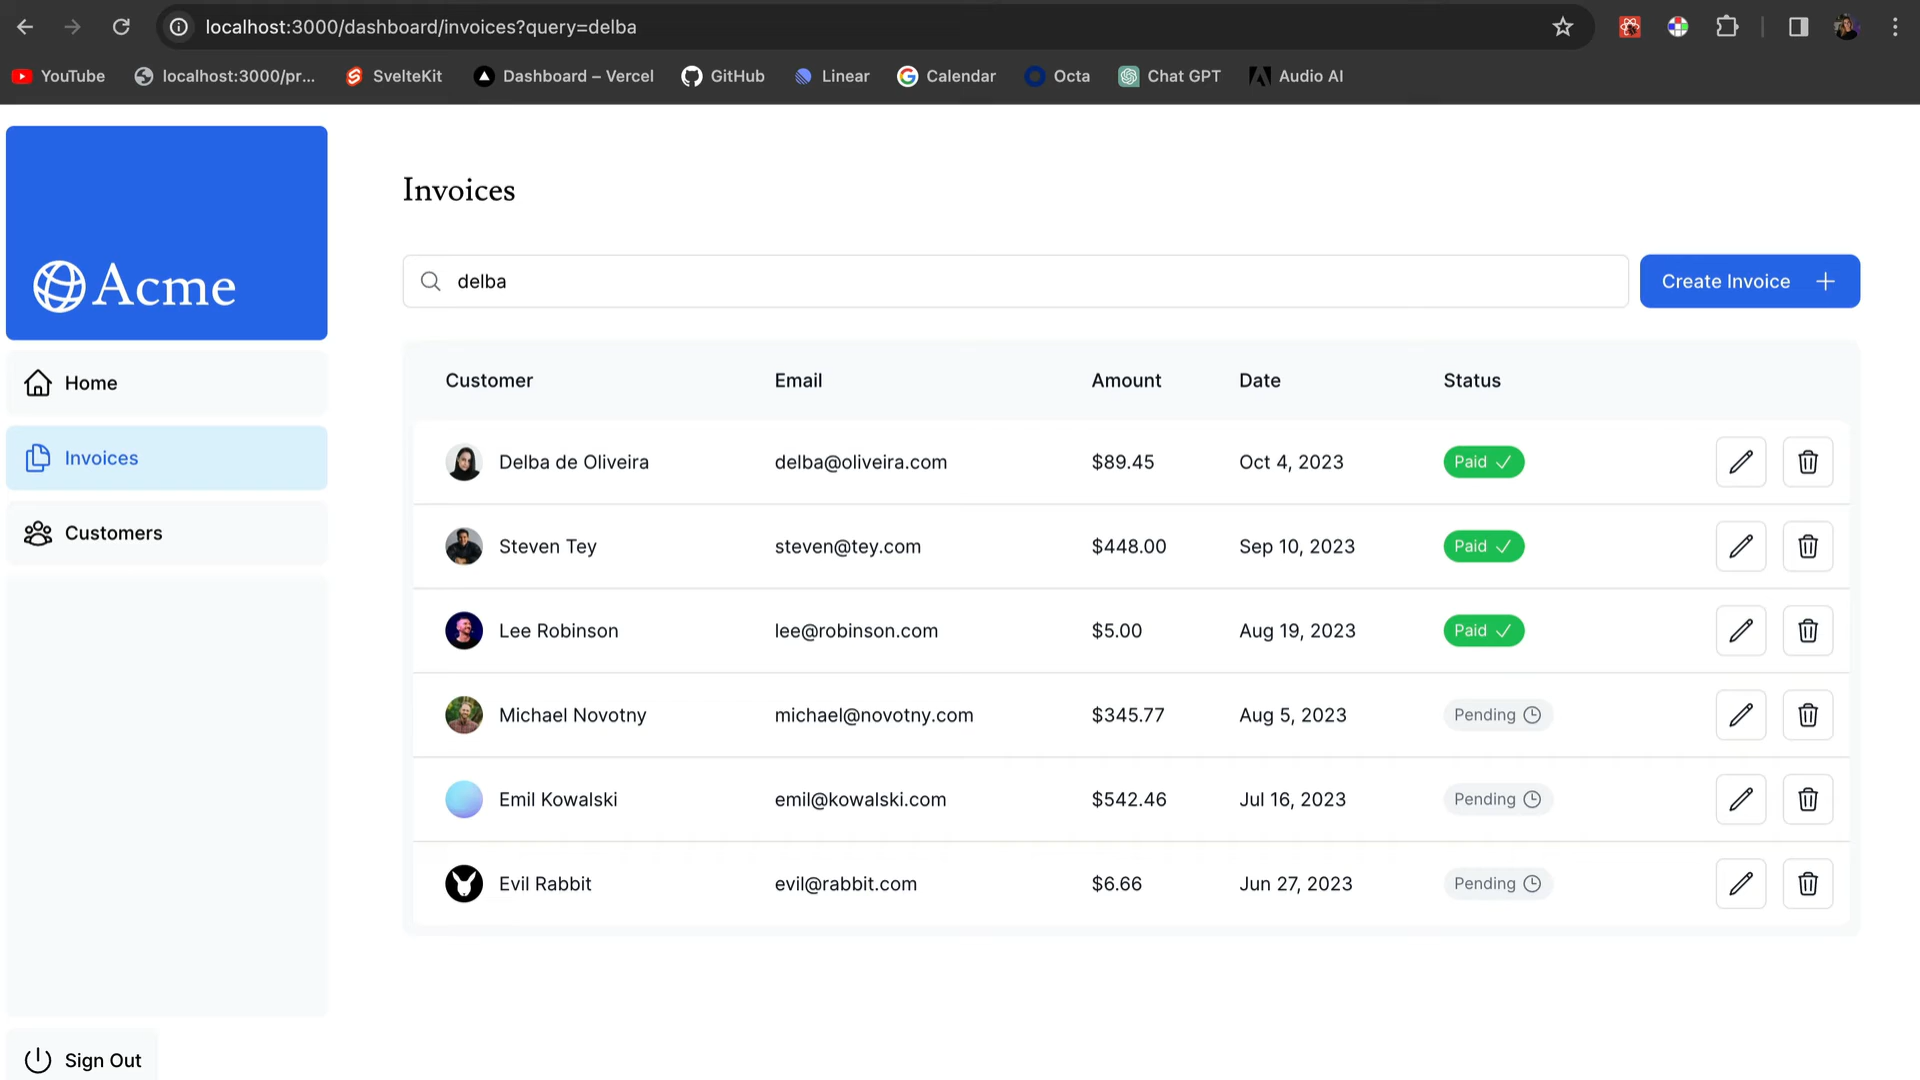 localhost:3000/dashboard/invoices?query=delba
YouTube localhost:3000/pr... SvelteKit Dashboard – Vercel GitHub Linear Calendar Octa Chat GPT Audio AI
Acme
Home
Invoices
Customers
Sign Out
Invoices
delba
Create Invoice
Customer Email Amount Date Status
Delba de Oliveira delba@oliveira.com $89.45 Oct 4, 2023 Paid
Steven Tey steven@tey.com $448.00 Sep 10, 2023 Paid
Lee Robinson lee@robinson.com $5.00 Aug 19, 2023 Paid
Michael Novotny michael@novotny.com $345.77 Aug 5, 2023 Pending
Emil Kowalski emil@kowalski.com $542.46 Jul 16, 2023 Pending
Evil Rabbit evil@rabbit.com $6.66 Jun 27, 2023 Pending